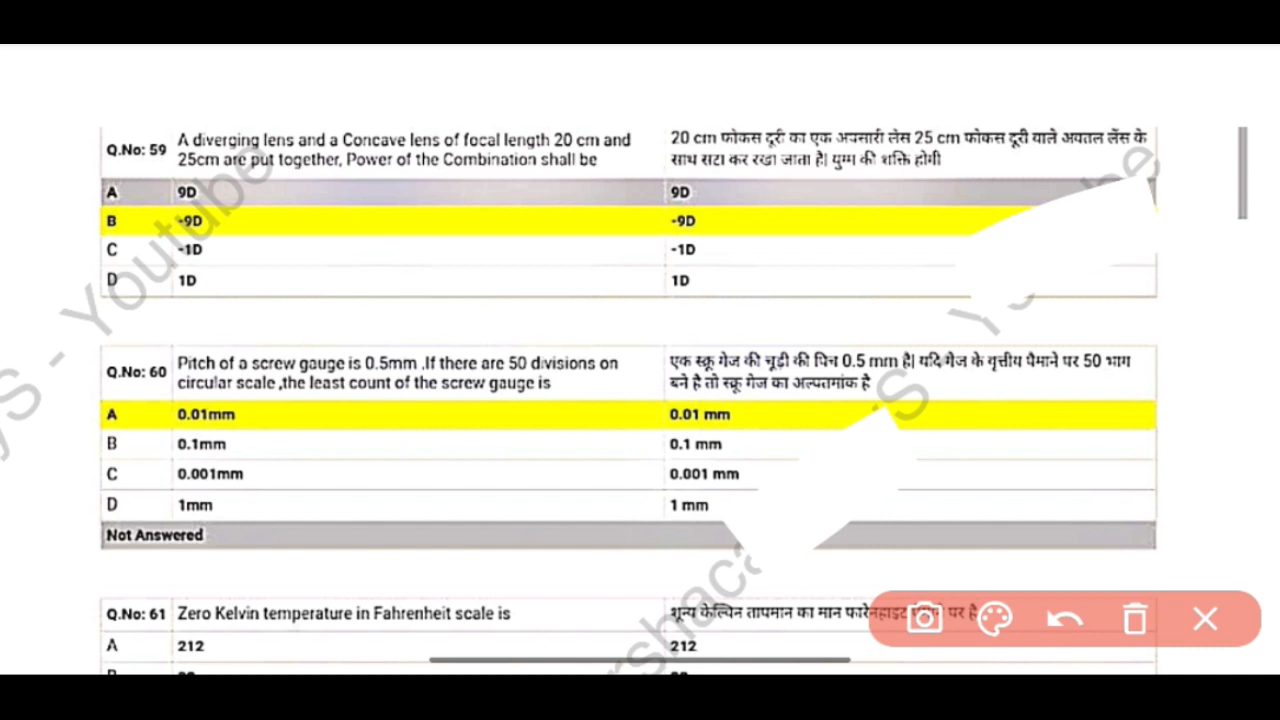 Q.No: 59
A diverging lens and a Concave lens of focal length 20 cm and
25cm are put together, Power of the Combination shall be
20 cm फोकस दूरी का एक अपसारी लेंस 25 cm फोकस दूरी वाले अवतल लेंस के
साथ सटा कर रखा जाता है| युग्म की शक्ति होगी
A 9D 9D
B -9D -9D
C -1D -1D
D 1D 1D
Q.No: 60
Pitch of a screw gauge is 0.5mm ,If there are 50 divisions on
circular scale ,the least count of the screw gauge is
एक स्क्रू गेज की चूड़ी की पिच 0.5 mm है| यदि गेज के वृत्तीय पैमाने पर 50 भाग
बने है तो स्क्रू गेज का अल्पतमांक है
A 0.01mm 0.01 mm
B 0.1mm 0.1 mm
C 0.001mm 0.001 mm
D 1mm 1 mm
Not Answered
Q.No: 61 Zero Kelvin temperature in Fahrenheit scale is
शून्य केल्विन तापमान का मान फारेनहाइट पर है
A 212 212
- Youtube